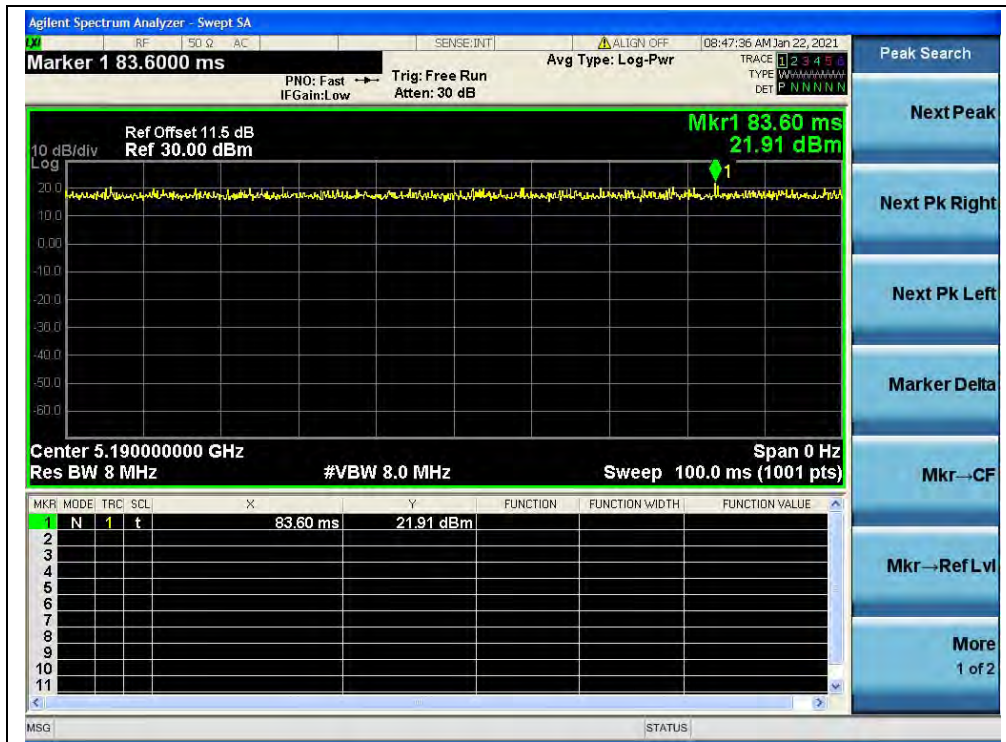 Agilent Spectrum Analyzer - Swept SA
LXI RF 50 Ω AC SENSE:INT ALIGN OFF 08:47:36 AM Jan 22, 2021
Marker 1 83.6000 ms
PNO: Fast
IFGain:Low
Trig: Free Run
Atten: 30 dB
Avg Type: Log-Pwr
TRACE 1 2 3 4 5 6
TYPE
DET P N N N N N
Peak Search
Next Peak
Next Pk Right
Next Pk Left
Marker Delta
Mkr→CF
Mkr→Ref Lvl
More
1 of 2
Mkr1 83.60 ms
21.91 dBm
Ref Offset 11.5 dB
10 dB/div Ref 30.00 dBm
Log
1
20.0
10.0
0.00
-10.0
-20.0
-30.0
-40.0
-50.0
-60.0
Center 5.190000000 GHz Span 0 Hz
Res BW 8 MHz #VBW 8.0 MHz Sweep 100.0 ms (1001 pts)
MKR MODE TRC SCL X Y FUNCTION FUNCTION WIDTH FUNCTION VALUE
1 N 1 t 83.60 ms 21.91 dBm
2
3
4
5
6
7
8
9
10
11
MSG STATUS